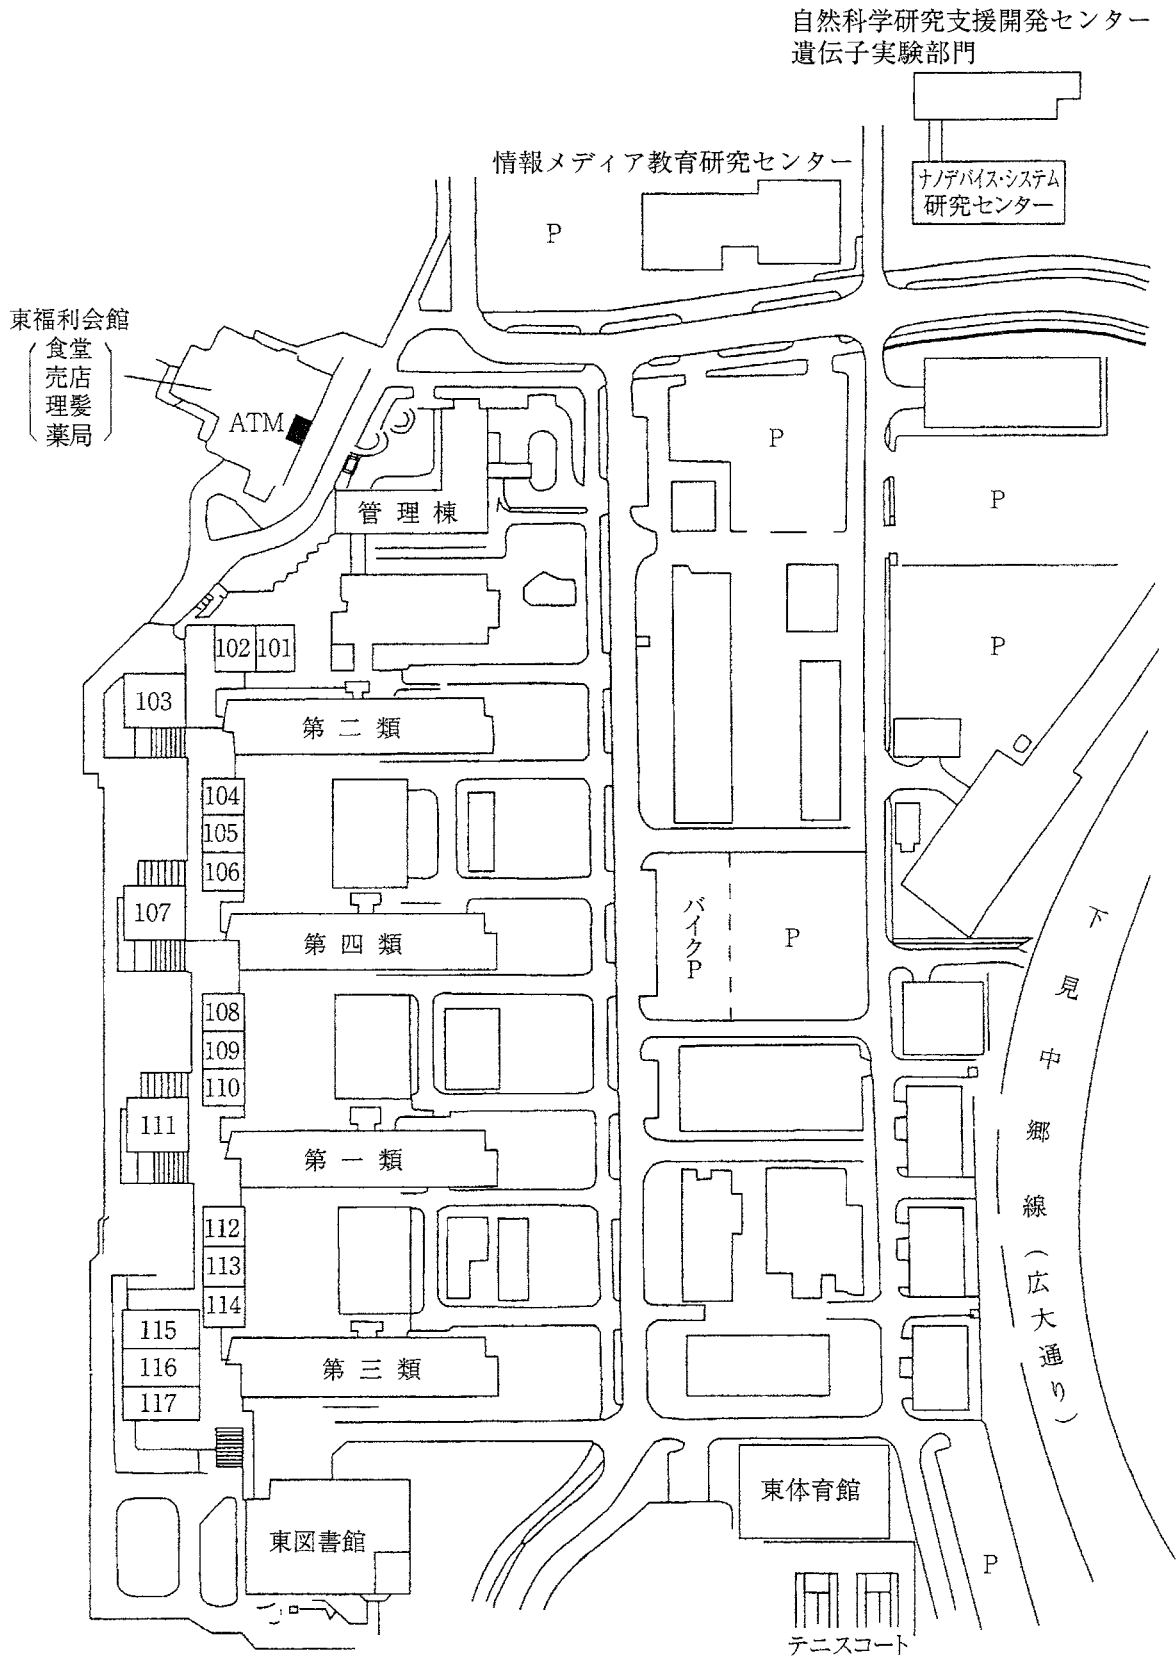 自然科学研究支援開発センター
遺伝子実験部門
情報メディア教育研究センター
ナノデバイス・システム
研究センター
P
東福利会館
食堂
売店
理髪
薬局
ATM
P
P
管理棟
P
102 101
103
第二類
104
105
106
107
第四類
バイクP
P
下見中郷線(広大通り)
108
109
110
111
第一類
112
113
114
115
116
117
第三類
東体育館
東図書館
P
テニスコート